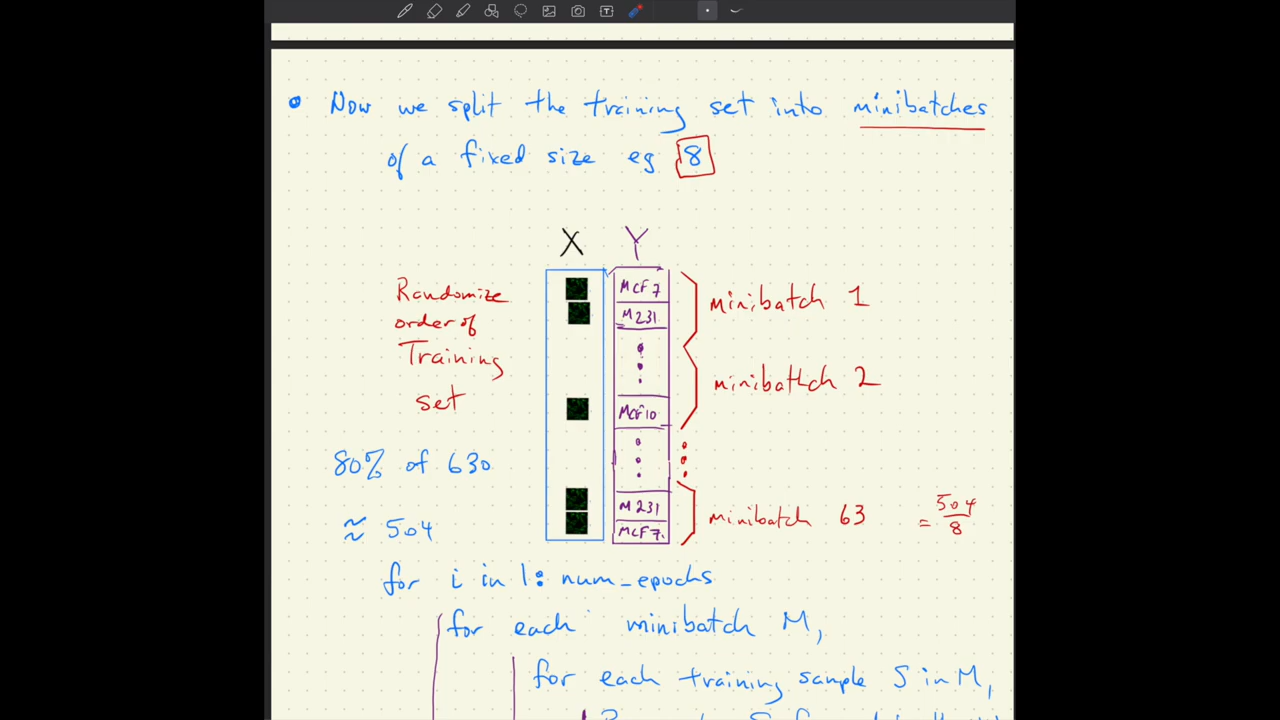 • Now we split the training set into minibatches
of a fixed size eg 8
X Y
Randomize
order of
Training
set
MCF7
M231
MCF10
M231
MCF7
minibatch 1
minibattch 2
minibatch 63 = 504/8
80% of 630
≈ 504
for i in 1: num_epochs
for each minibatch M,
for each training sample S in M,